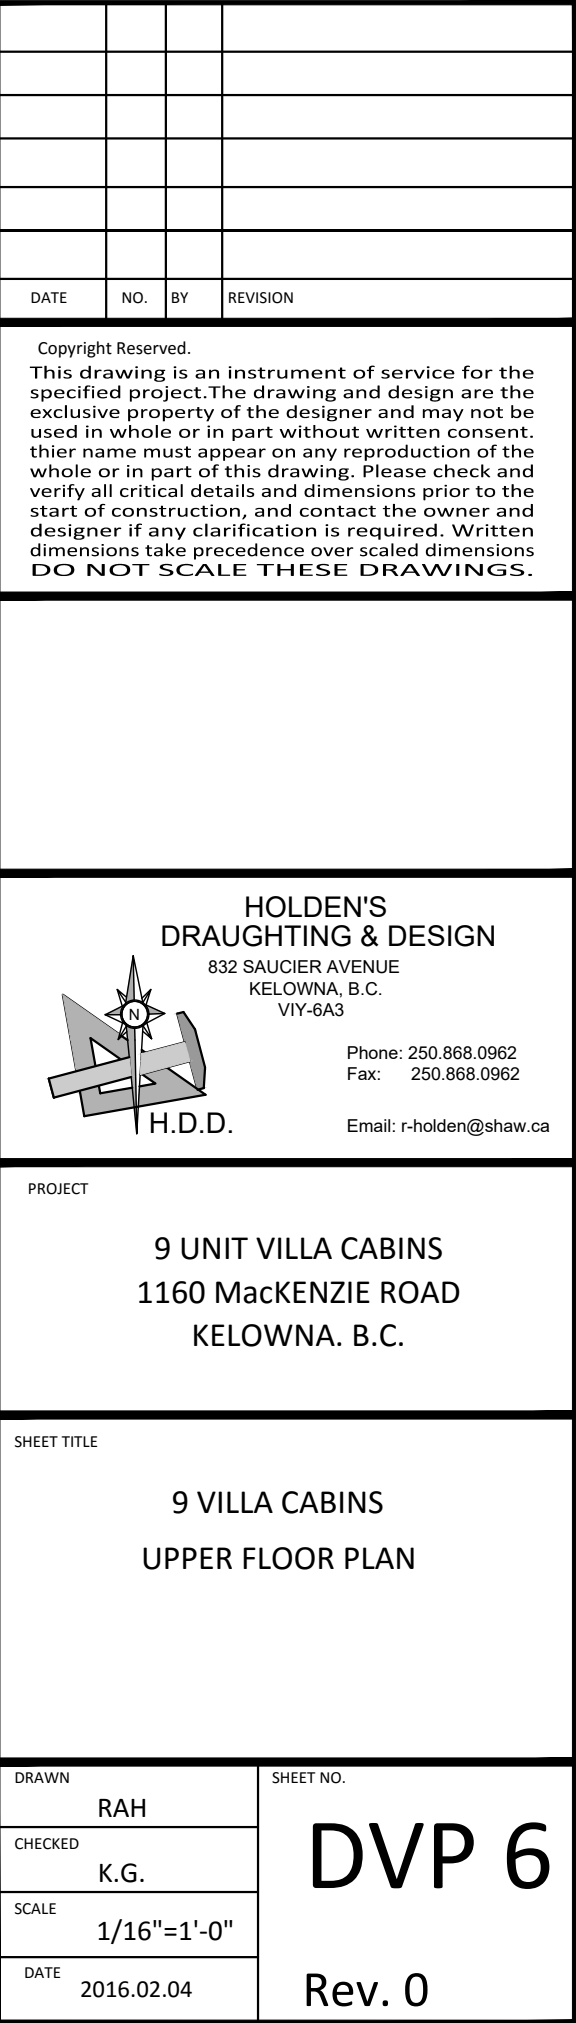 DATE NO. BY REVISION
Copyright Reserved.
This drawing is an instrument of service for the
specified project.The drawing and design are the
exclusive property of the designer and may not be
used in whole or in part without written consent.
thier name must appear on any reproduction of the
whole or in part of this drawing. Please check and
verify all critical details and dimensions prior to the
start of construction, and contact the owner and
designer if any clarification is required. Written
dimensions take precedence over scaled dimensions
DO NOT SCALE THESE DRAWINGS.
HOLDEN'S
DRAUGHTING & DESIGN
832 SAUCIER AVENUE
KELOWNA, B.C.
VIY-6A3
N
Phone: 250.868.0962
Fax: 250.868.0962
H.D.D.
Email: r-holden@shaw.ca
PROJECT
9 UNIT VILLA CABINS
1160 MacKENZIE ROAD
KELOWNA. B.C.
SHEET TITLE
9 VILLA CABINS
UPPER FLOOR PLAN
DRAWN
RAH
CHECKED
K.G.
SCALE
1/16"=1'-0"
DATE
2016.02.04
SHEET NO.
DVP 6
Rev. 0